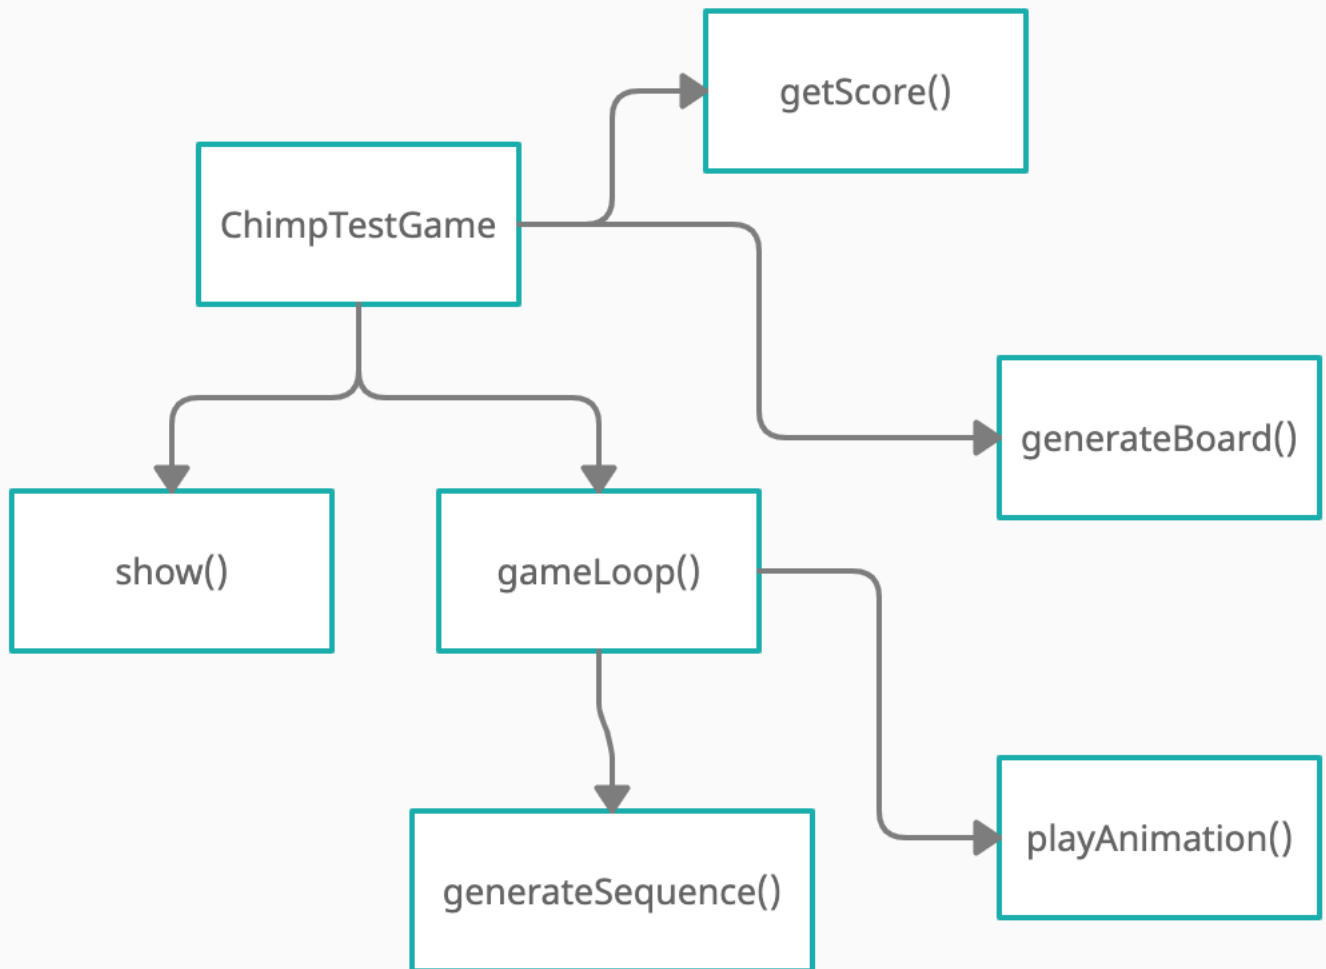 getScore()
ChimpTestGame
generateBoard()
show()
gameLoop()
playAnimation()
generateSequence()